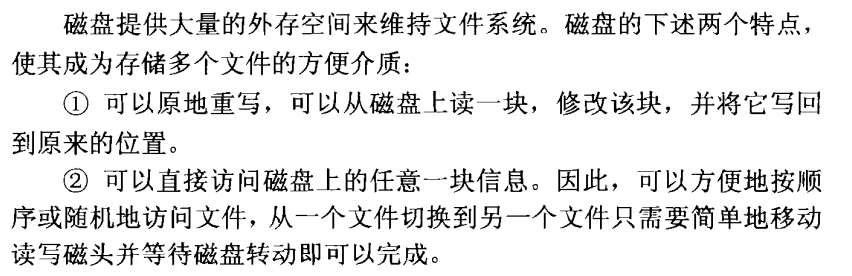 磁盘提供大量的外存空间来维持文件系统。磁盘的下述两个特点，
使其成为存储多个文件的方便介质：
① 可以原地重写，可以从磁盘上读一块，修改该块，并将它写回
到原来的位置。
② 可以直接访问磁盘上的任意一块信息。因此，可以方便地按顺
序或随机地访问文件，从一个文件切换到另一个文件只需要简单地移动
读写磁头并等待磁盘转动即可以完成。